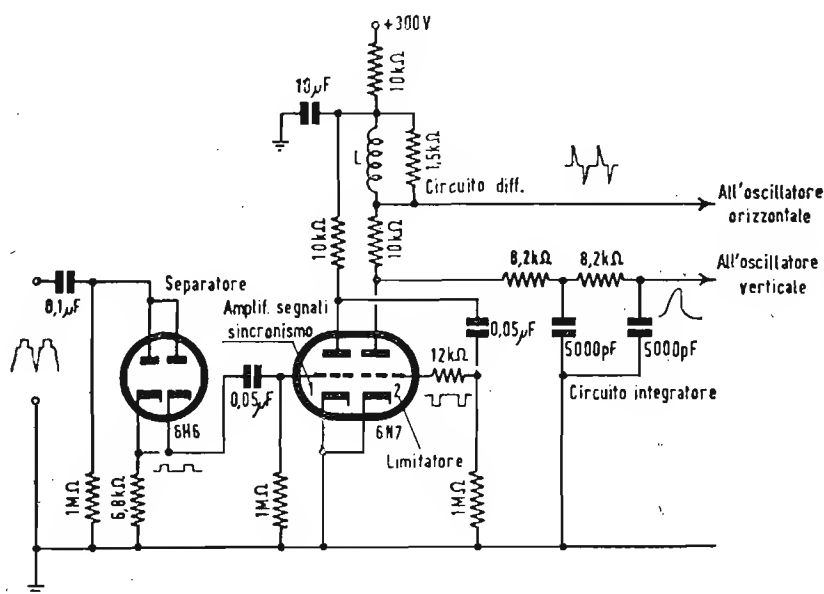 +300V
10kΩ
10µF
L
1,5kΩ
Circuito diff.
All'oscillatore
orizzontale
10kΩ
10kΩ
8,2kΩ
8,2kΩ
All'oscillatore
verticale
Separatore
0,1µF
Amplif. segnali
sincronismo
0,05µF
5000pF
5000pF
12kΩ
0,05µF
Circuito integratore
2
6H6
6N7
Limitatore
1MΩ
6,8kΩ
1MΩ
1MΩ